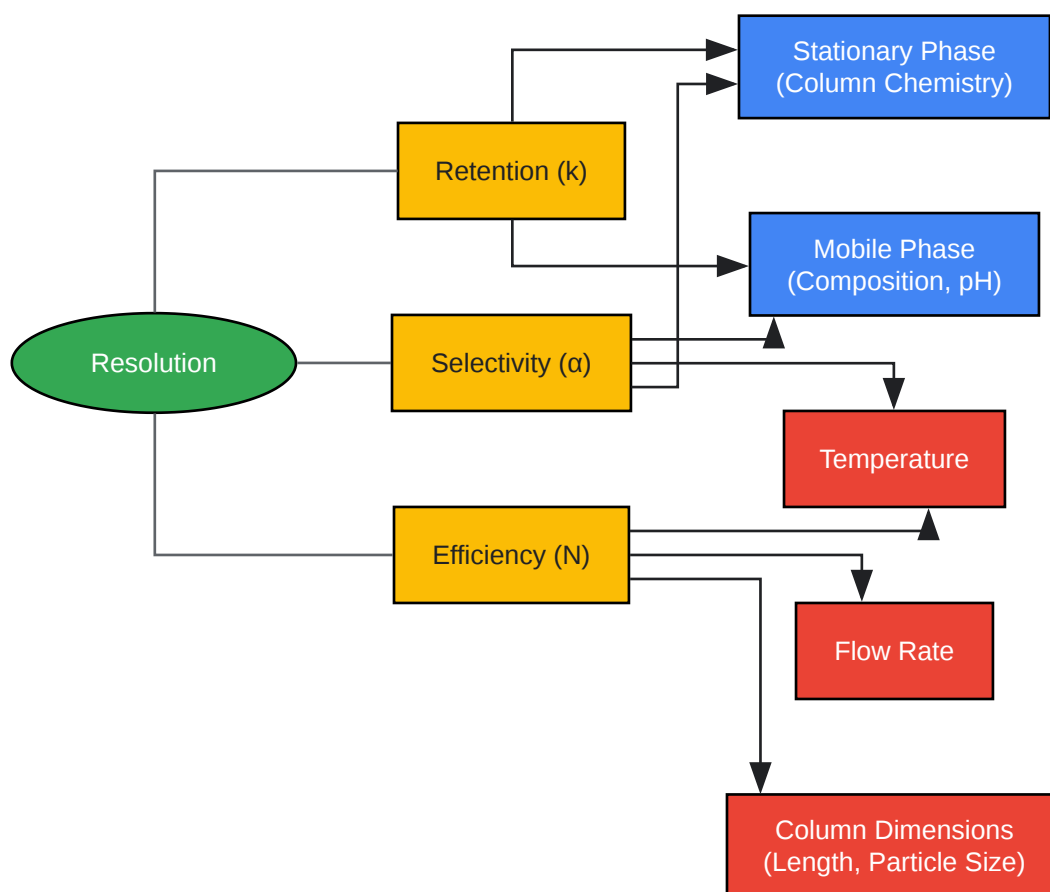 Stationary Phase
(Column Chemistry)
Retention (k)
Mobile Phase
(Composition, pH)
Resolution
Selectivity (α)
Temperature
Efficiency (N)
Flow Rate
Column Dimensions
(Length, Particle Size)